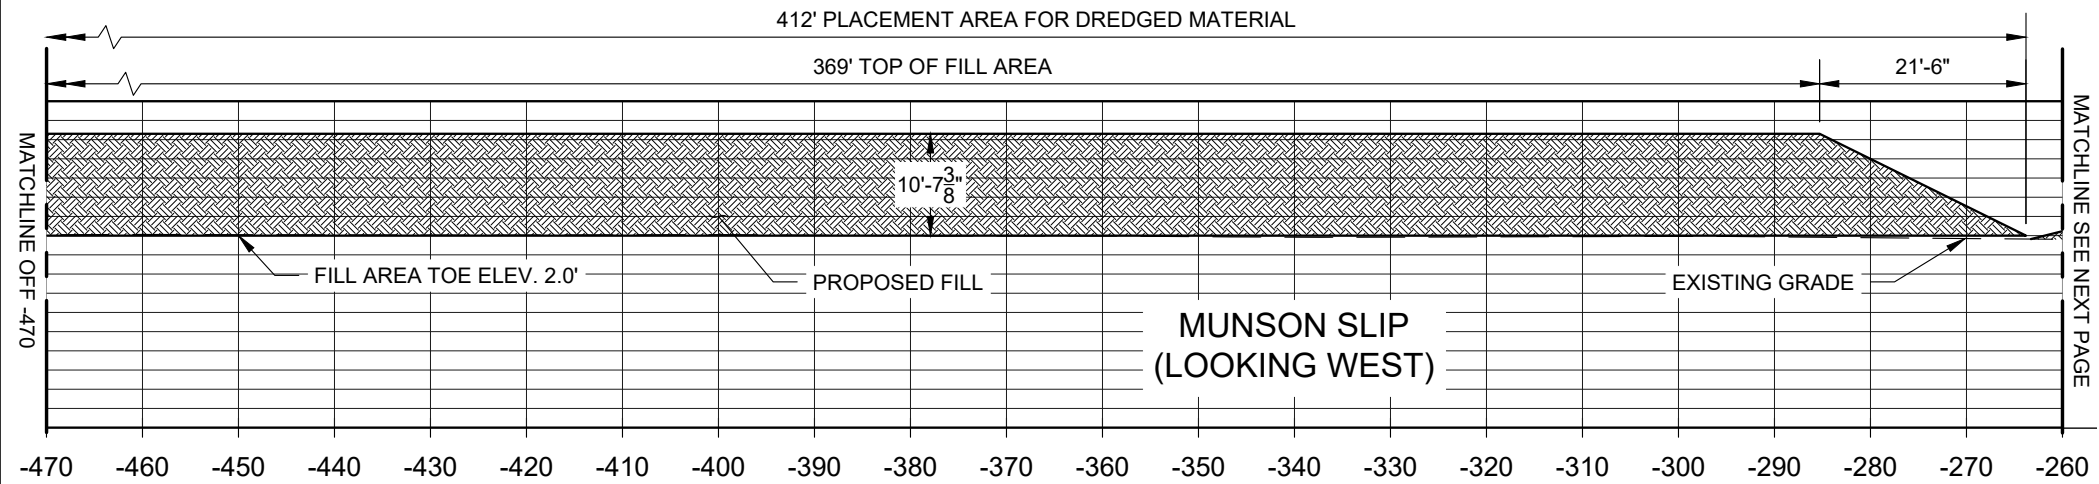 412' PLACEMENT AREA FOR DREDGED MATERIAL
369' TOP OF FILL AREA
21'-6"
MATCHLINE OFF -470
10'-7 3/8"
MATCHLINE SEE NEXT PAGE
FILL AREA TOE ELEV. 2.0'
PROPOSED FILL
EXISTING GRADE
MUNSON SLIP
(LOOKING WEST)
-470 -460 -450 -440 -430 -420 -410 -400 -390 -380 -370 -360 -350 -340 -330 -320 -310 -300 -290 -280 -270 -260